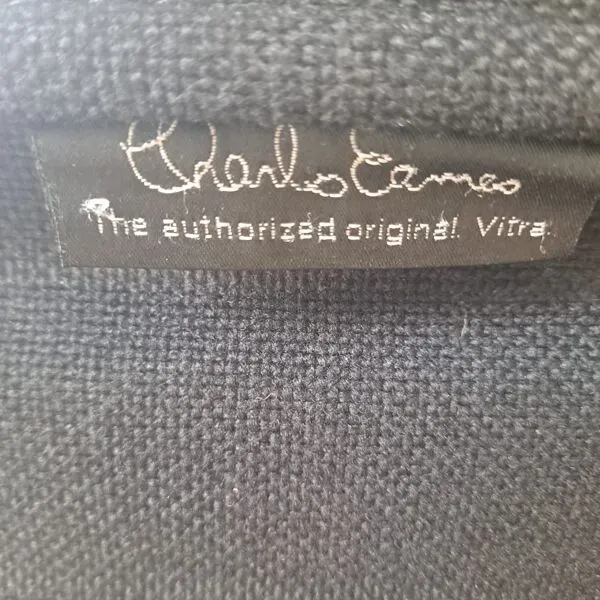 Charles Eames
The authorized original. Vitra.